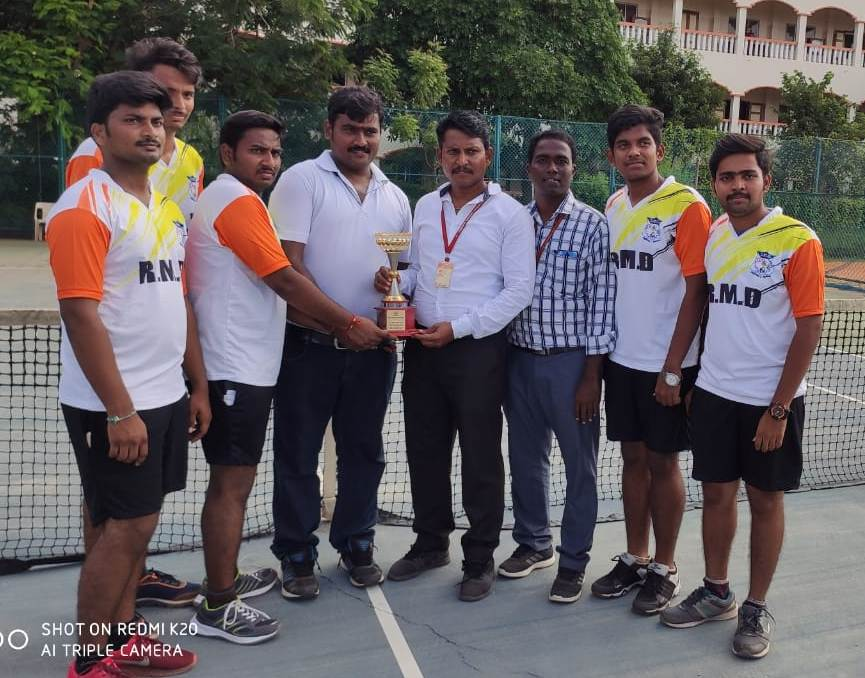 R.N.D
R.M.D
R.M.D
SHOT ON REDMI K20
AI TRIPLE CAMERA